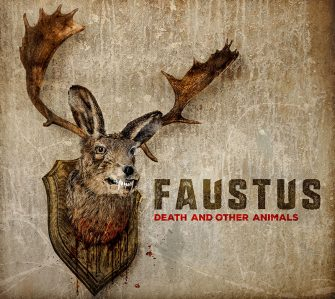 FAUSTUS
DEATH AND OTHER ANIMALS